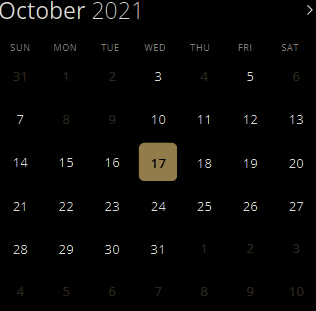 October 2021
SUN MON TUE WED THU FRI SAT
31 1 2 3 4 5 6
7 8 9 10 11 12 13
14 15 16 17 18 19 20
21 22 23 24 25 26 27
28 29 30 31 1 2 3
4 5 6 7 8 9 10